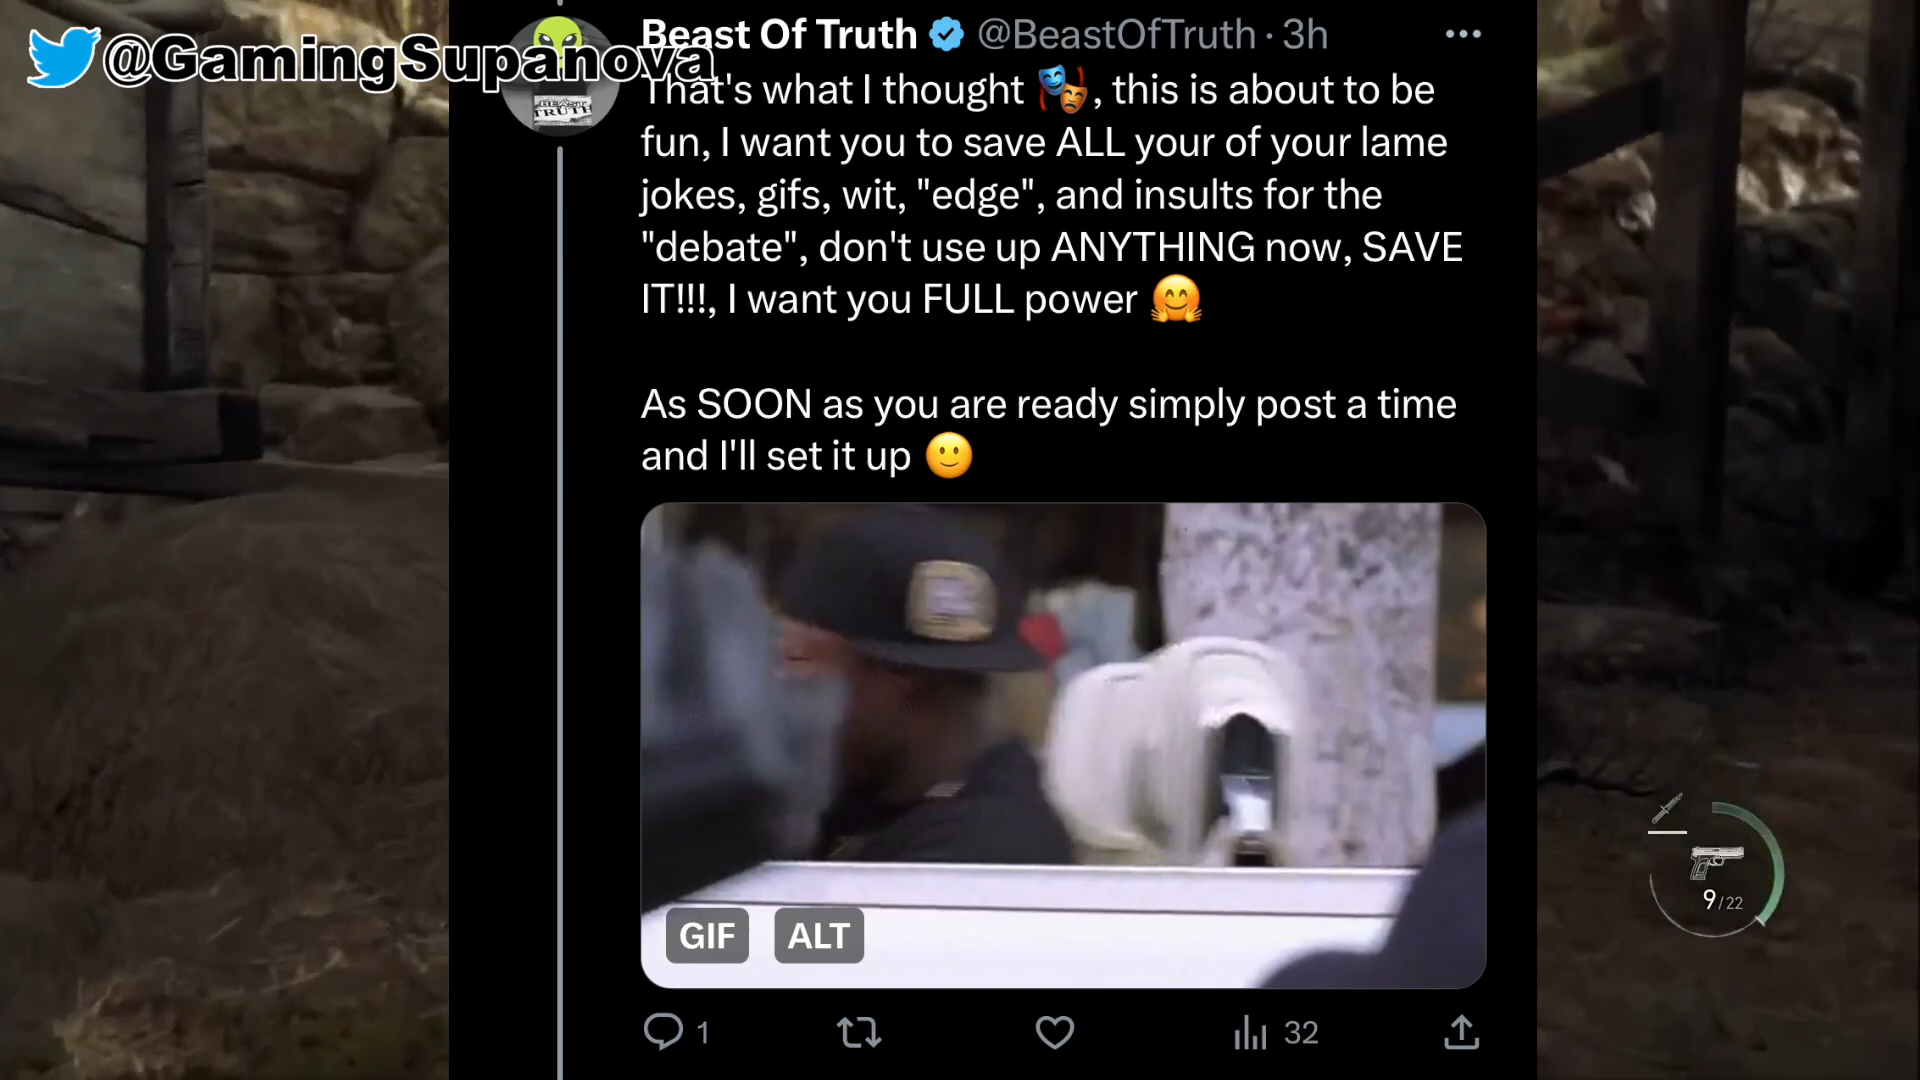 @GamingSupanova
Beast Of Truth @BeastOfTruth · 3h
BEAST
TRUTH
That's what I thought 🎭, this is about to be
fun, I want you to save ALL your of your lame
jokes, gifs, wit, "edge", and insults for the
"debate", don't use up ANYTHING now, SAVE
IT!!!, I want you FULL power 🤗
As SOON as you are ready simply post a time
and I'll set it up 🙂
GIF ALT
9/22
1 32